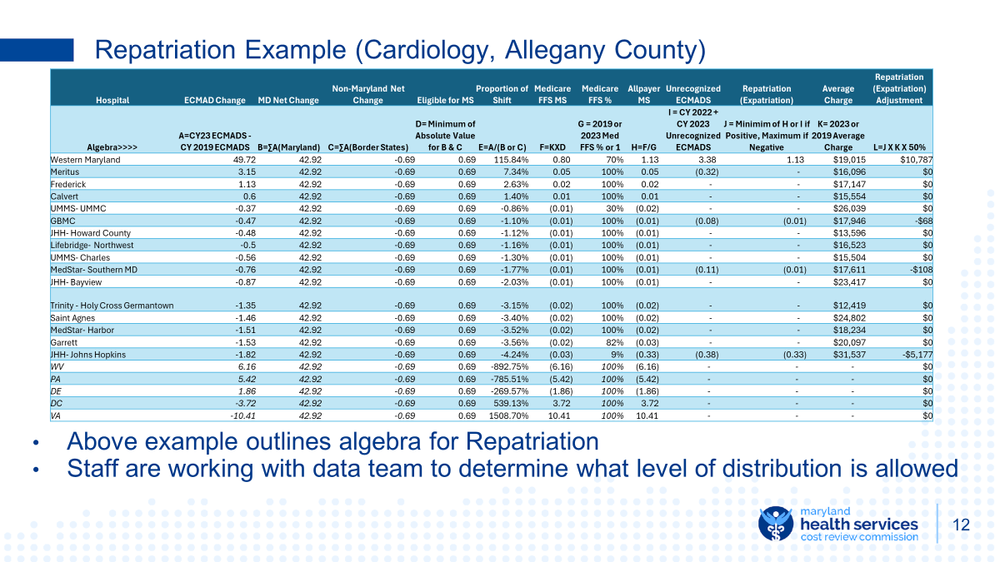 Repatriation Example (Cardiology, Allegany County)
Hospital ECMAD Change MD Net Change Non-Maryland Net Change Eligible for MS Proportion of Shift Medicare FFS MS Medicare FFS % Allpayer MS Unrecognized ECMADS Repatriation (Expatriation) Average Charge Repatriation (Expatriation) Adjustment
Algebra>>>> A=CY23 ECMADS - CY 2019 ECMADS B=∑A(Maryland) C=∑A(Border States) D= Minimum of Absolute Value for B & C E=A/(B or C) F=KXD G = 2019 or 2023 Med FFS % or 1 H=F/G I = CY 2022 + CY 2023 Unrecognized ECMADS J = Minimim of H or I if Positive, Maximum if Negative K= 2023 or 2019 Average Charge L=J X K X 50%
Western Maryland 49.72 42.92 -0.69 0.69 115.84% 0.80 70% 1.13 3.38 1.13 $19,015 $10,787
Meritus 3.15 42.92 -0.69 0.69 7.34% 0.05 100% 0.05 (0.32) - $16,096 $0
Frederick 1.13 42.92 -0.69 0.69 2.63% 0.02 100% 0.02 - - $17,147 $0
Calvert 0.6 42.92 -0.69 0.69 1.40% 0.01 100% 0.01 - - $15,554 $0
UMMS- UMMC -0.37 42.92 -0.69 0.69 -0.86% (0.01) 30% (0.02) - - $26,039 $0
GBMC -0.47 42.92 -0.69 0.69 -1.10% (0.01) 100% (0.01) (0.08) (0.01) $17,946 -$68
JHH- Howard County -0.48 42.92 -0.69 0.69 -1.12% (0.01) 100% (0.01) - - $13,596 $0
Lifebridge- Northwest -0.5 42.92 -0.69 0.69 -1.16% (0.01) 100% (0.01) - - $16,523 $0
UMMS- Charles -0.56 42.92 -0.69 0.69 -1.30% (0.01) 100% (0.01) - - $15,504 $0
MedStar- Southern MD -0.76 42.92 -0.69 0.69 -1.77% (0.01) 100% (0.01) (0.11) (0.01) $17,611 -$108
JHH- Bayview -0.87 42.92 -0.69 0.69 -2.03% (0.01) 100% (0.01) - - $23,417 $0
Trinity - Holy Cross Germantown -1.35 42.92 -0.69 0.69 -3.15% (0.02) 100% (0.02) - - $12,419 $0
Saint Agnes -1.46 42.92 -0.69 0.69 -3.40% (0.02) 100% (0.02) - - $24,802 $0
MedStar- Harbor -1.51 42.92 -0.69 0.69 -3.52% (0.02) 100% (0.02) - - $18,234 $0
Garrett -1.53 42.92 -0.69 0.69 -3.56% (0.02) 82% (0.03) - - $20,097 $0
JHH- Johns Hopkins -1.82 42.92 -0.69 0.69 -4.24% (0.03) 9% (0.33) (0.38) (0.33) $31,537 -$5,177
WV 6.16 42.92 -0.69 0.69 -892.75% (6.16) 100% (6.16) - - - $0
PA 5.42 42.92 -0.69 0.69 -785.51% (5.42) 100% (5.42) - - - $0
DE 1.86 42.92 -0.69 0.69 -269.57% (1.86) 100% (1.86) - - - $0
DC -3.72 42.92 -0.69 0.69 539.13% 3.72 100% 3.72 - - - $0
VA -10.41 42.92 -0.69 0.69 1508.70% 10.41 100% 10.41 - - - $0
• Above example outlines algebra for Repatriation
• Staff are working with data team to determine what level of distribution is allowed
maryland
health services
cost review commission
12